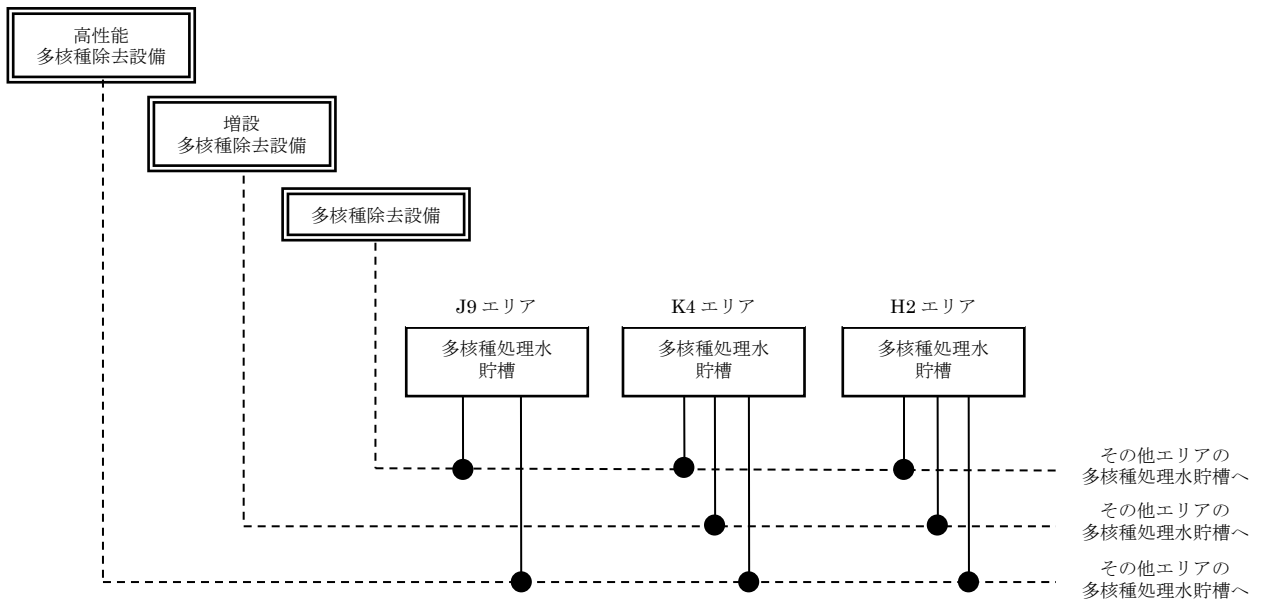 高性能
多核種除去設備
増設
多核種除去設備
多核種除去設備
J9 エリア
K4 エリア
H2 エリア
多核種処理水
貯槽
多核種処理水
貯槽
多核種処理水
貯槽
その他エリアの
多核種処理水貯槽へ
その他エリアの
多核種処理水貯槽へ
その他エリアの
多核種処理水貯槽へ